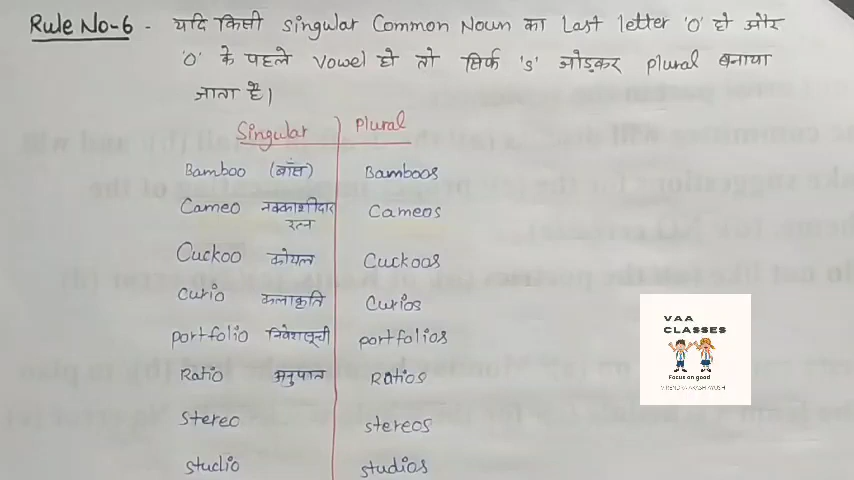 Rule No-6 - यदि किसी singular Common Noun का Last letter 'O' हो और
'O' के पहले vowel हो तो सिर्फ 's' जोड़कर plural बनाया
जाता है।
Singular Plural
Bamboo (बाँस) Bamboos
Cameo नक्काशीदार रत्न Cameos
Cuckoo कोयल Cuckoos
Curio कलाकृति Curios
portfolio निवेशसूची portfolios
Ratio अनुपात Ratios
Stereo stereos
studio studios
VAA
CLASSES
Focus on good